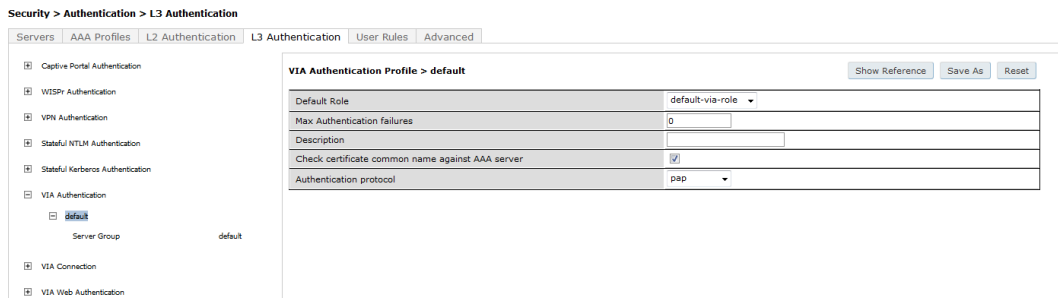 Security > Authentication > L3 Authentication
Servers AAA Profiles L2 Authentication L3 Authentication User Rules Advanced
Captive Portal Authentication
WISPr Authentication
VPN Authentication
Stateful NTLM Authentication
Stateful Kerberos Authentication
VIA Authentication
default
Server Group default
VIA Connection
VIA Web Authentication
VIA Authentication Profile > default Show Reference Save As Reset
Default Role default-via-role
Max Authentication failures 0
Description
Check certificate common name against AAA server
Authentication protocol pap